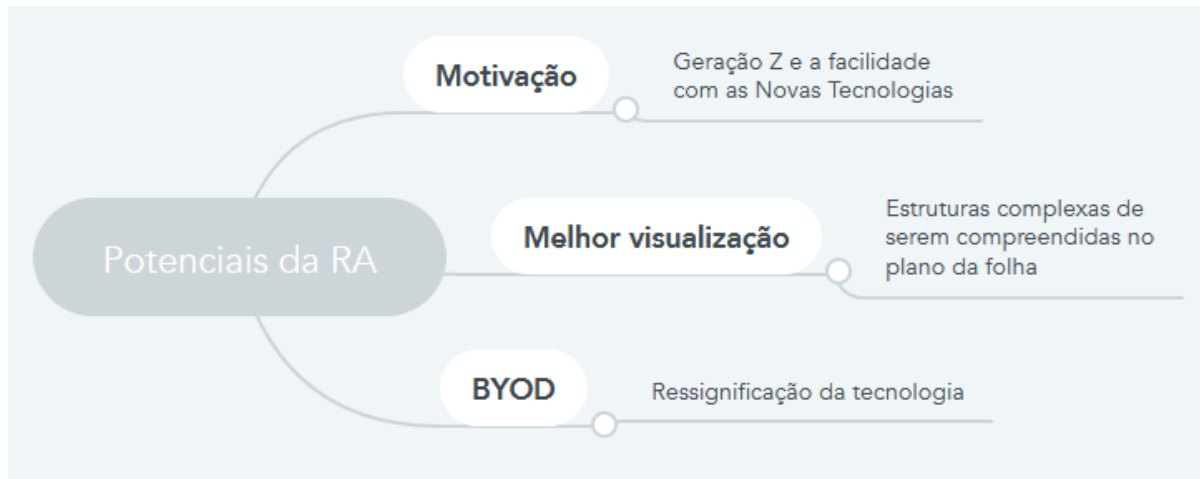 Motivação
Geração Z e a facilidade
com as Novas Tecnologias
Potenciais da RA
Melhor visualização
Estruturas complexas de
serem compreendidas no
plano da folha
BYOD
Ressignificação da tecnologia